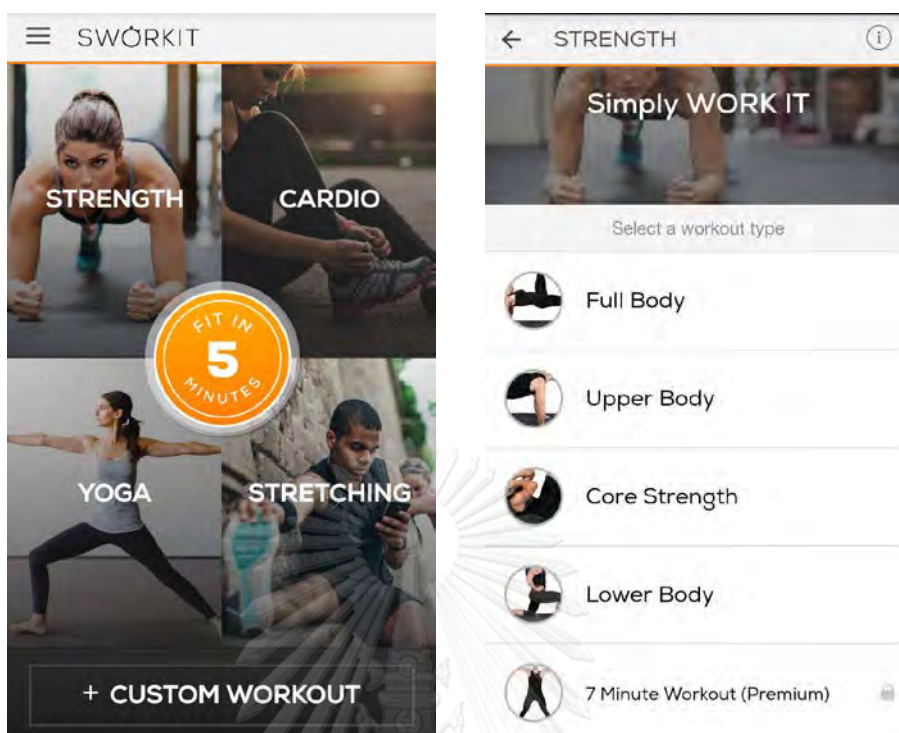 SWORKIT
STRENGTH
CARDIO
FIT IN
5
MINUTES
YOGA
STRETCHING
+ CUSTOM WORKOUT
STRENGTH
i
Simply WORK IT
Select a workout type
Full Body
Upper Body
Core Strength
Lower Body
7 Minute Workout (Premium)